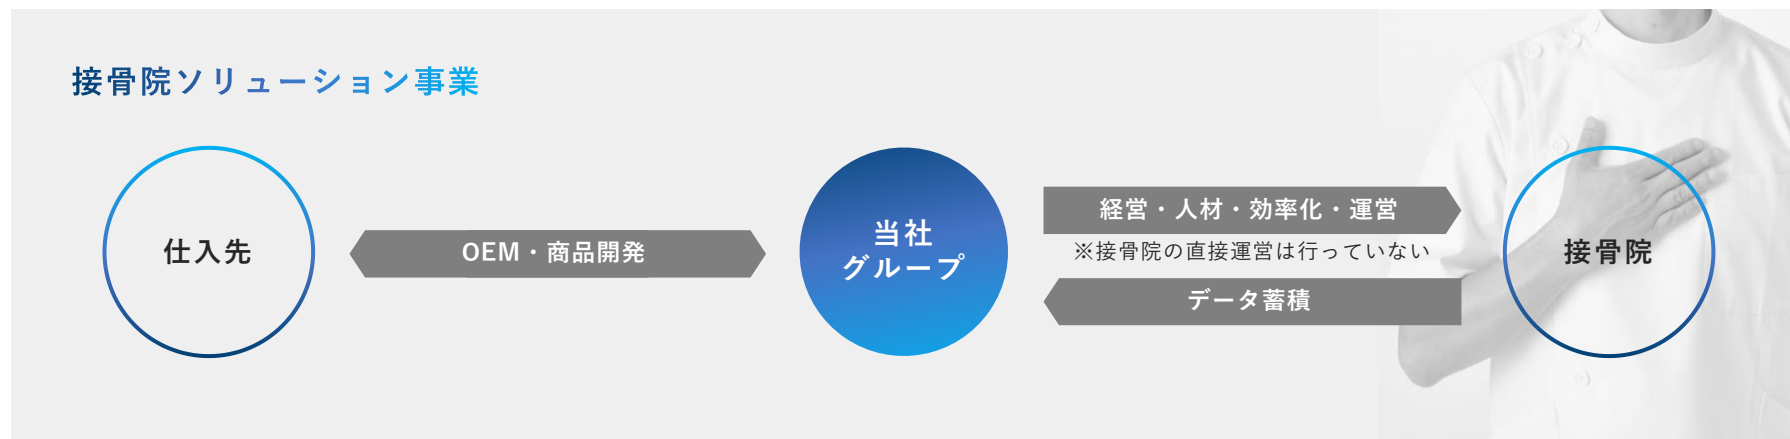 接骨院ソリューション事業
仕入先
OEM・商品開発
当社
グループ
経営・人材・効率化・運営
※接骨院の直接運営は行っていない
データ蓄積
接骨院